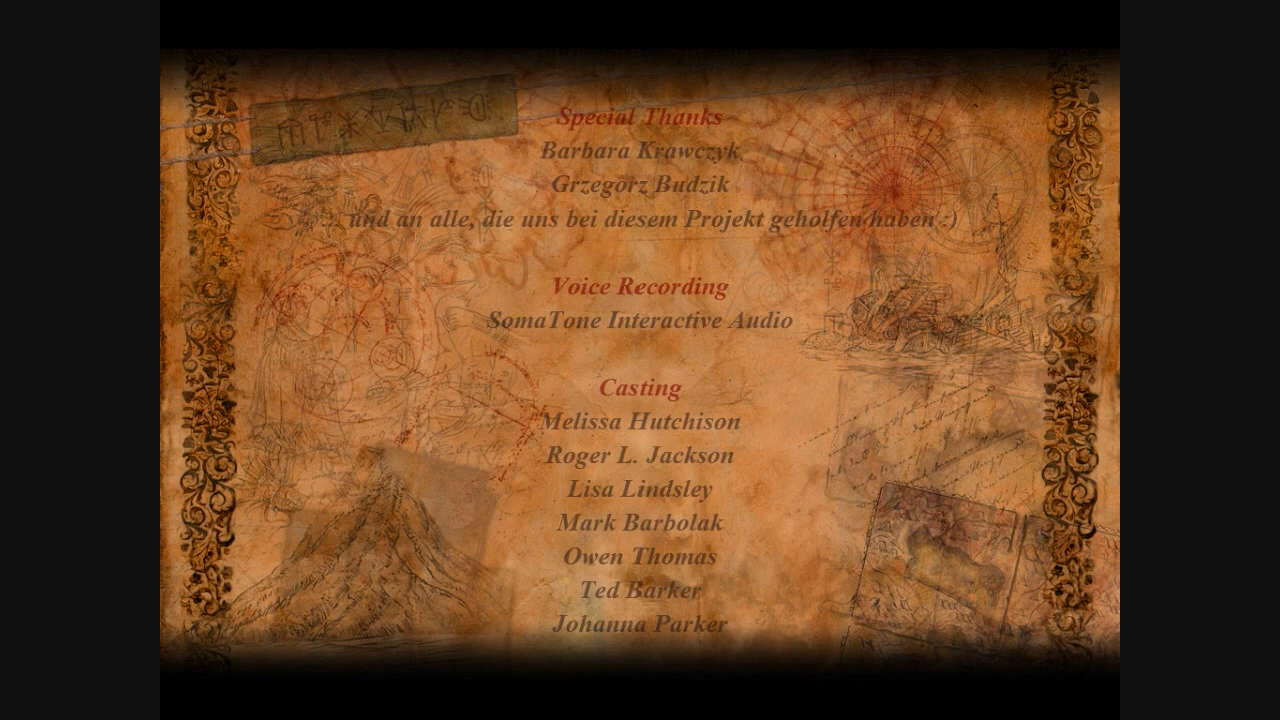 Special Thanks
Barbara Krawczyk
Grzegorz Budzik
... und an alle, die uns bei diesem Projekt geholfen haben :)
Voice Recording
SomaTone Interactive Audio
Casting
Melissa Hutchison
Roger L. Jackson
Lisa Lindsley
Mark Barbolak
Owen Thomas
Ted Barker
Johanna Parker